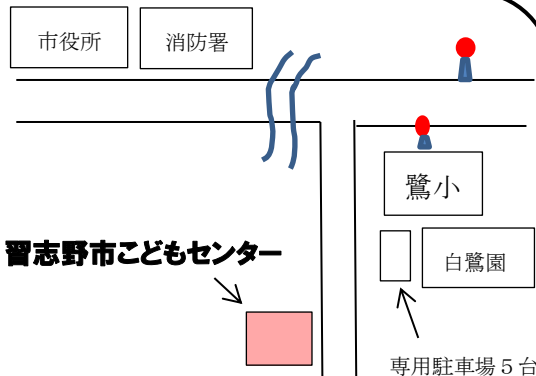 市役所
消防署
鷺小
習志野市こどもセンター
白鷺園
専用駐車場５台